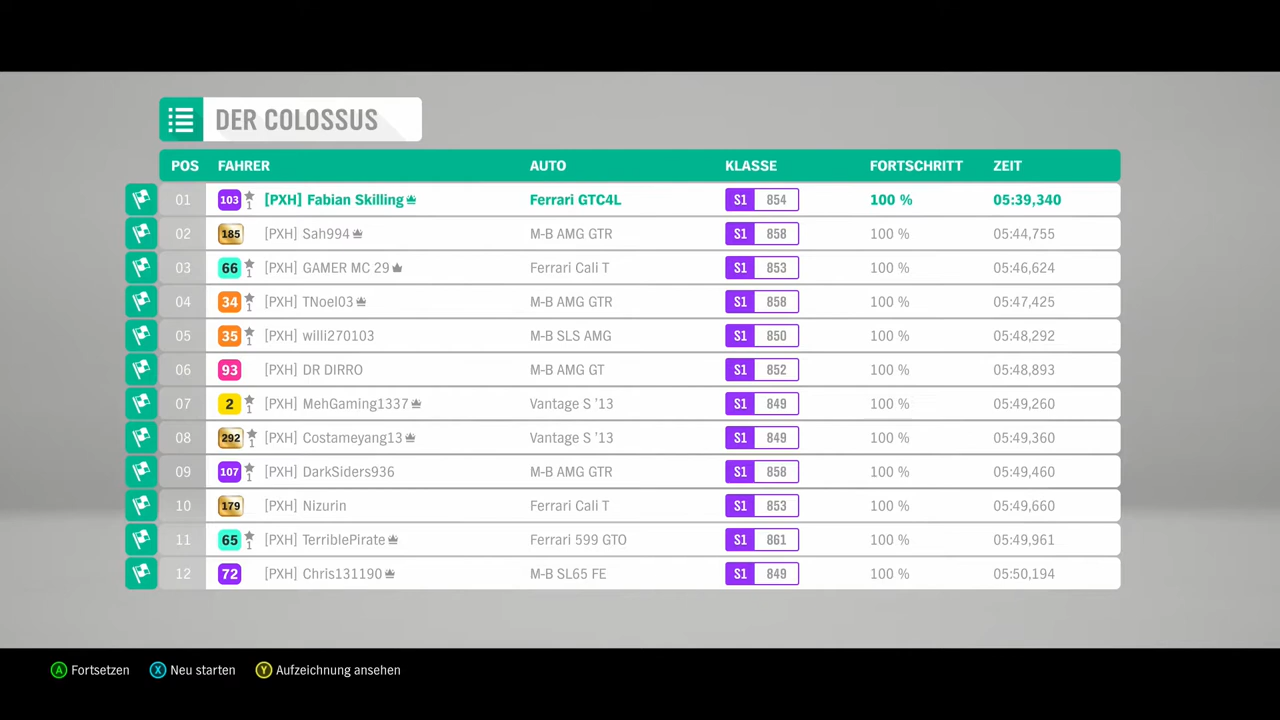 DER COLOSSUS
POS FAHRER AUTO KLASSE FORTSCHRITT ZEIT
01 103 1 [PXH] Fabian Skilling Ferrari GTC4L S1 854 100 % 05:39,340
02 185 [PXH] Sah994 M-B AMG GTR S1 858 100 % 05:44,755
03 66 1 [PXH] GAMER MC 29 Ferrari Cali T S1 853 100 % 05:46,624
04 34 1 [PXH] TNoel03 M-B AMG GTR S1 858 100 % 05:47,425
05 35 1 [PXH] willi270103 M-B SLS AMG S1 850 100 % 05:48,292
06 93 [PXH] DR DIRRO M-B AMG GT S1 852 100 % 05:48,893
07 2 1 [PXH] MehGaming1337 Vantage S '13 S1 849 100 % 05:49,260
08 292 1 [PXH] Costameyang13 Vantage S '13 S1 849 100 % 05:49,360
09 107 1 [PXH] DarkSiders936 M-B AMG GTR S1 858 100 % 05:49,460
10 179 [PXH] Nizurin Ferrari Cali T S1 853 100 % 05:49,660
11 65 1 [PXH] TerriblePirate Ferrari 599 GTO S1 861 100 % 05:49,961
12 72 [PXH] Chris131190 M-B SL65 FE S1 849 100 % 05:50,194
A Fortsetzen X Neu starten Y Aufzeichnung ansehen